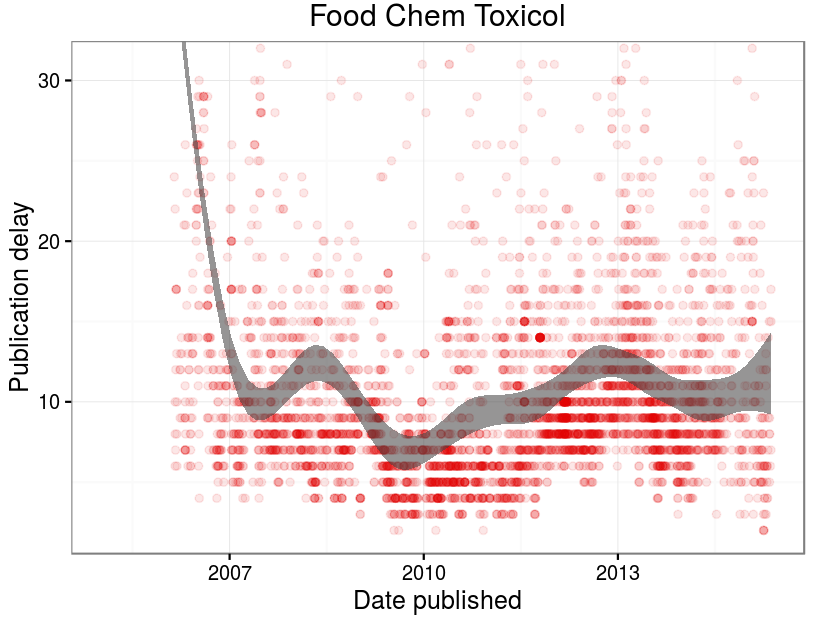 Food Chem Toxicol
30
20
10
Publication delay
2007 2010 2013
Date published